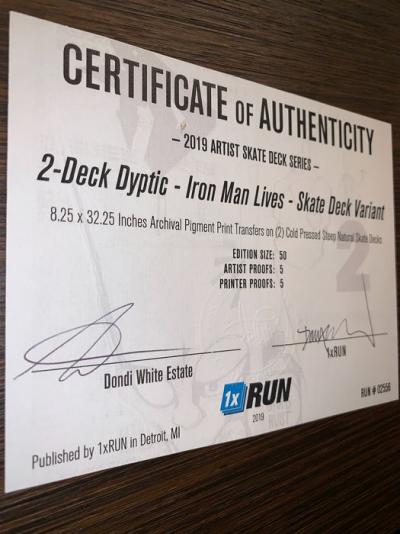 CERTIFICATE OF AUTHENTICITY
– 2019 ARTIST SKATE DECK SERIES –
2-Deck Dyptic - Iron Man Lives - Skate Deck Variant
8.25 x 32.25 Inches Archival Pigment Print Transfers on (2) Cold Pressed Steep Natural Skate Decks
EDITION SIZE: 50
ARTIST PROOFS: 5
PRINTER PROOFS: 5
Dondi White Estate
1xRUN
1x RUN
2019
RUN # 02556
Published by 1xRUN in Detroit, MI